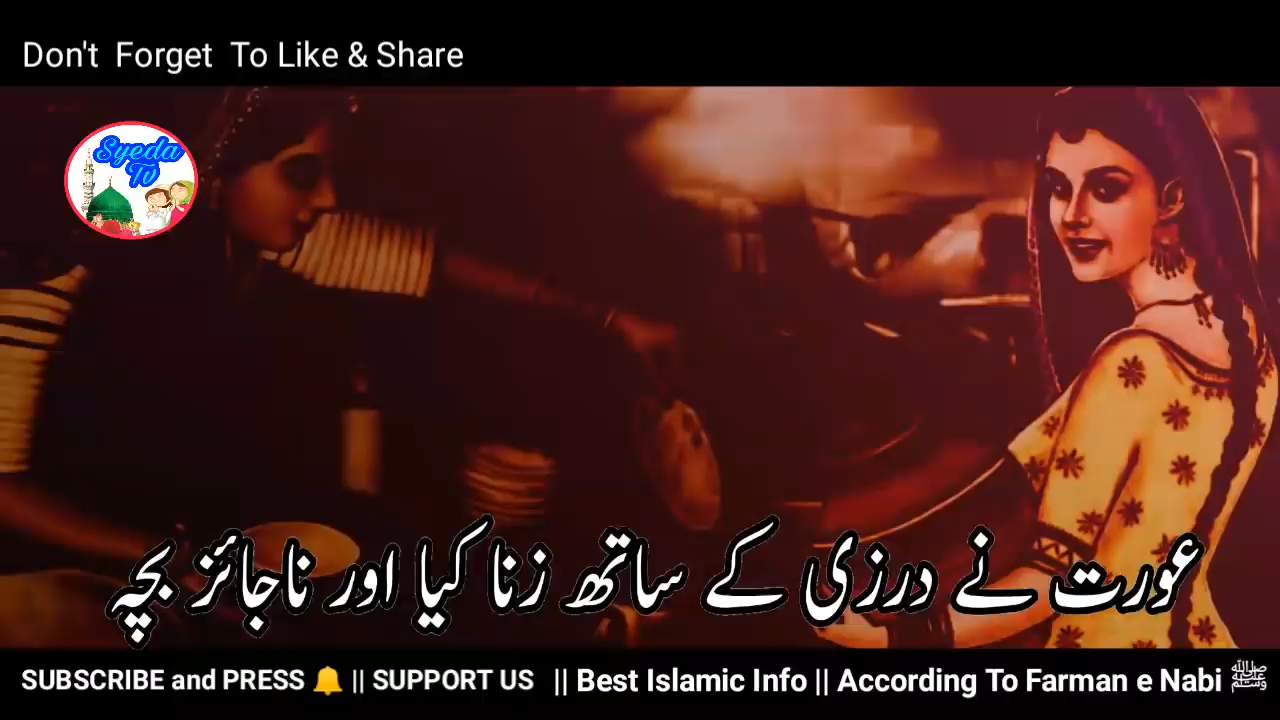 Don't Forget To Like & Share
Syeda
Tv
عورت نے درزی کے ساتھ زنا کیا اور ناجائز بچہ
SUBSCRIBE and PRESS 🔔 || SUPPORT US || Best Islamic Info || According To Farman e Nabi ﷺ